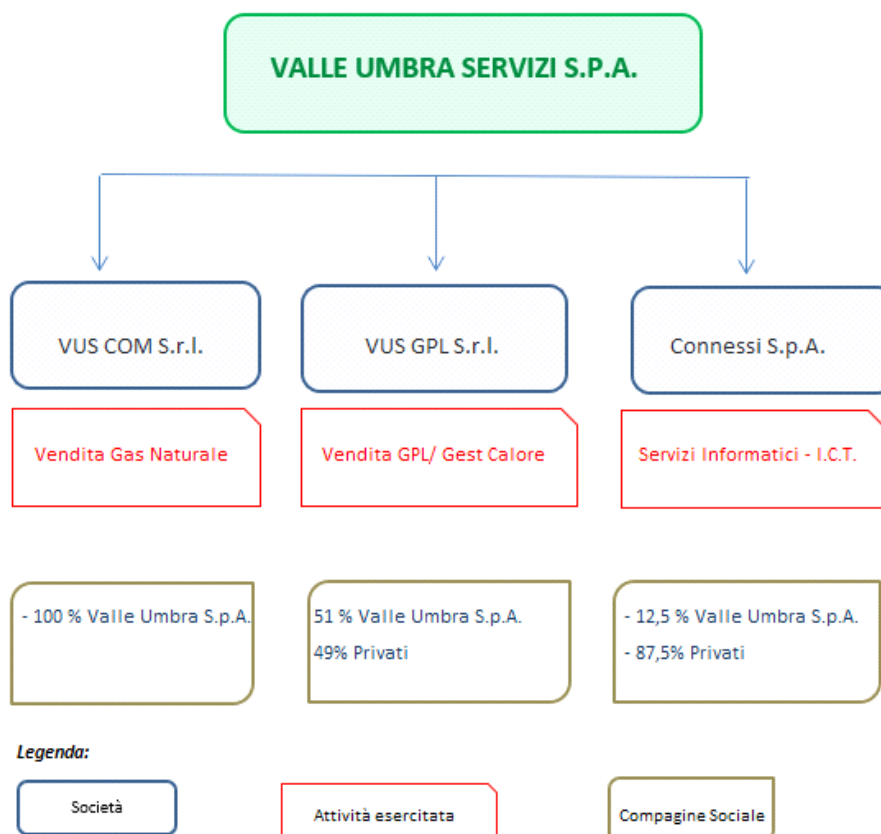 VALLE UMBRA SERVIZI S.P.A.
VUS COM S.r.l.
VUS GPL S.r.l.
Connessi S.p.A.
Vendita Gas Naturale
Vendita GPL/ Gest Calore
Servizi Informatici - I.C.T.
- 100 % Valle Umbra S.p.A.
51 % Valle Umbra S.p.A.
49% Privati
- 12,5 % Valle Umbra S.p.A.
- 87,5% Privati
Legenda:
Società
Attività esercitata
Compagine Sociale